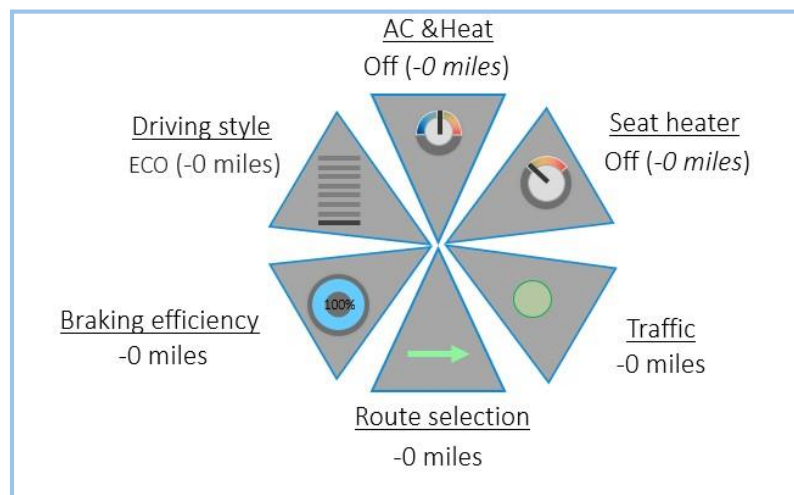 AC &Heat
Off (-0 miles)
Driving style
ECO (-0 miles)
Seat heater
Off (-0 miles)
100%
Braking efficiency
-0 miles
Traffic
-0 miles
Route selection
-0 miles